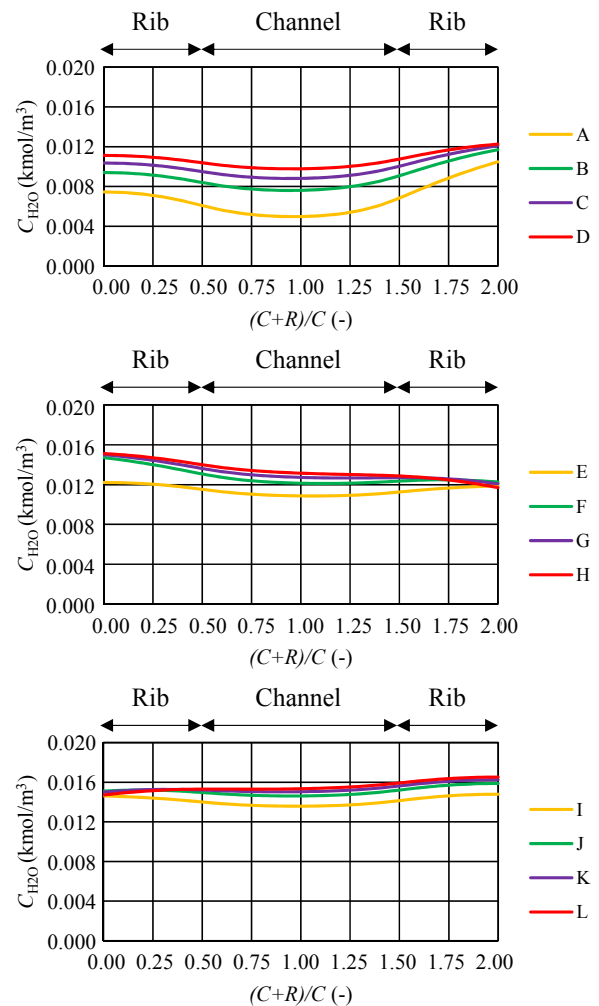 Rib Channel Rib
0.020
0.016
0.012
0.008
0.004
0.000
C_H2O (kmol/m³)
0.00 0.25 0.50 0.75 1.00 1.25 1.50 1.75 2.00
(C+R)/C (-)
A
B
C
D
Rib Channel Rib
0.020
0.016
0.012
0.008
0.004
0.000
C_H2O (kmol/m³)
0.00 0.25 0.50 0.75 1.00 1.25 1.50 1.75 2.00
(C+R)/C (-)
E
F
G
H
Rib Channel Rib
0.020
0.016
0.012
0.008
0.004
0.000
C_H2O (kmol/m³)
0.00 0.25 0.50 0.75 1.00 1.25 1.50 1.75 2.00
(C+R)/C (-)
I
J
K
L